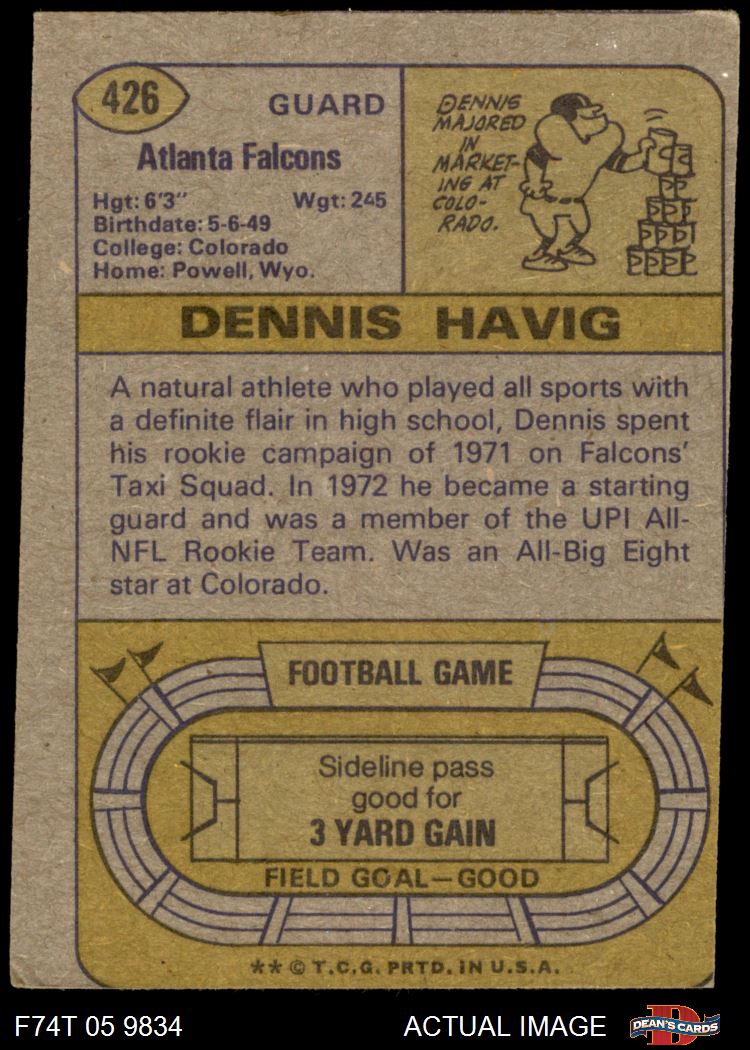 426
GUARD
Atlanta Falcons
Hgt: 6'3" Wgt: 245
Birthdate: 5-6-49
College: Colorado
Home: Powell, Wyo.
DENNIS
MAJORED
IN
MARKET-
ING AT
COLO-
RADO.
DENNIS HAVIG
A natural athlete who played all sports with
a definite flair in high school, Dennis spent
his rookie campaign of 1971 on Falcons'
Taxi Squad. In 1972 he became a starting
guard and was a member of the UPI All-
NFL Rookie Team. Was an All-Big Eight
star at Colorado.
FOOTBALL GAME
Sideline pass
good for
3 YARD GAIN
FIELD GOAL—GOOD
** © T.C.G. PRTD. IN U.S.A.
F74T 05 9834
ACTUAL IMAGE
DEAN'S CARDS